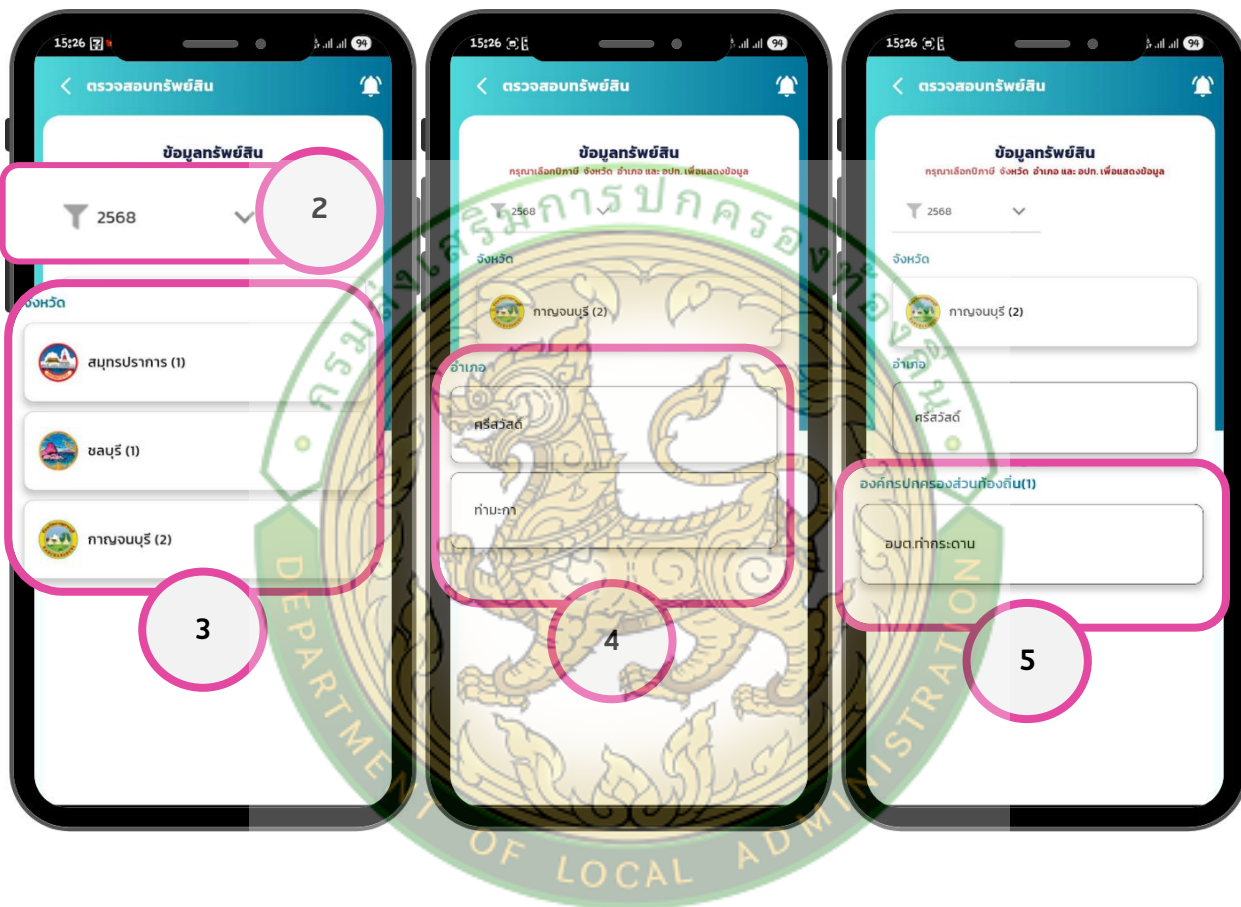 15:26
94
ตรวจสอบทรัพย์สิน
ข้อมูลทรัพย์สิน
2568
2
จังหวัด
สมุทรปราการ (1)
ชลบุรี (1)
กาญจนบุรี (2)
3
15:26
94
ตรวจสอบทรัพย์สิน
ข้อมูลทรัพย์สิน
กรุณาเลือกปีภาษี จังหวัด อำเภอ และ อปท. เพื่อแสดงข้อมูล
2568
จังหวัด
กาญจนบุรี (2)
อำเภอ
ศรีสวัสดิ์
ท่ามะกา
4
15:26
94
ตรวจสอบทรัพย์สิน
ข้อมูลทรัพย์สิน
กรุณาเลือกปีภาษี จังหวัด อำเภอ และ อปท. เพื่อแสดงข้อมูล
2568
จังหวัด
กาญจนบุรี (2)
อำเภอ
ศรีสวัสดิ์
องค์กรปกครองส่วนท้องถิ่น(1)
อบต.ท่ากระดาน
5
กรมส่งเสริมการปกครองท้องถิ่น
DEPARTMENT OF LOCAL ADMINISTRATION